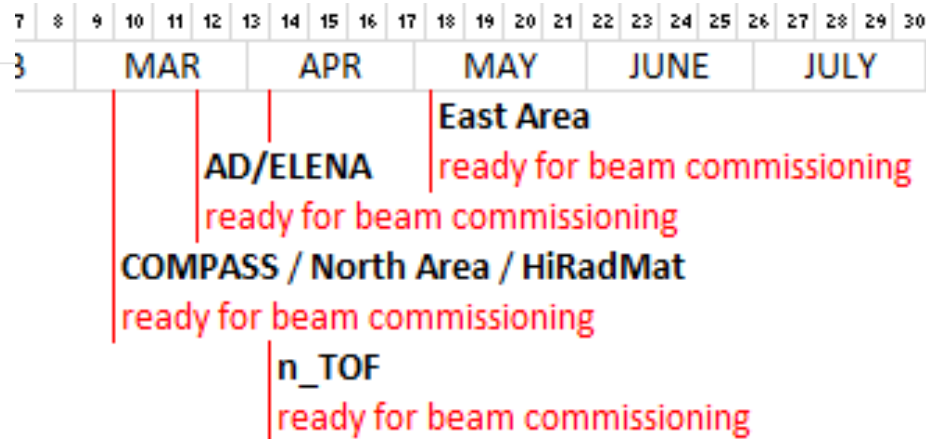 7 8 9 10 11 12 13 14 15 16 17 18 19 20 21 22 23 24 25 26 27 28 29 30
MAR APR MAY JUNE JULY
East Area
ready for beam commissioning
AD/ELENA
ready for beam commissioning
COMPASS / North Area / HiRadMat
ready for beam commissioning
n_TOF
ready for beam commissioning